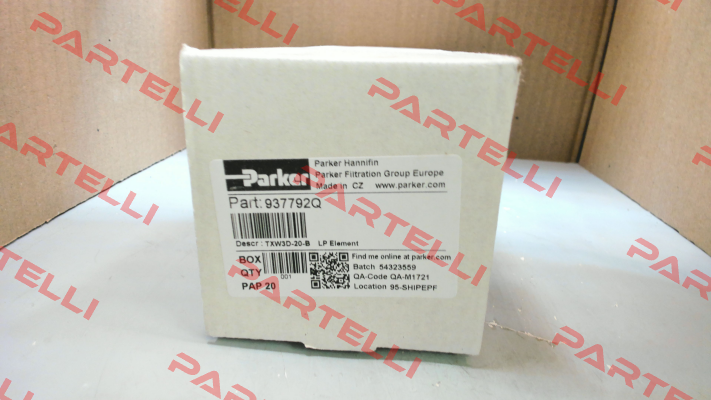 PARTELLI
PARTELLI
PARTELLI
PARTELLI
PARTELLI
PARTELLI
Parker
Parker Hannifin
Parker Filtration Group Europe
Made in CZ www.parker.com
Part: 937792Q
Descr : TXW3D-20-B LP Element
BOX
QTY
001
PAP 20
Find me online at parker.com
Batch 54323559
QA-Code QA-M1721
Location 95-SHIPEPF
PARTELLI
PARTELLI